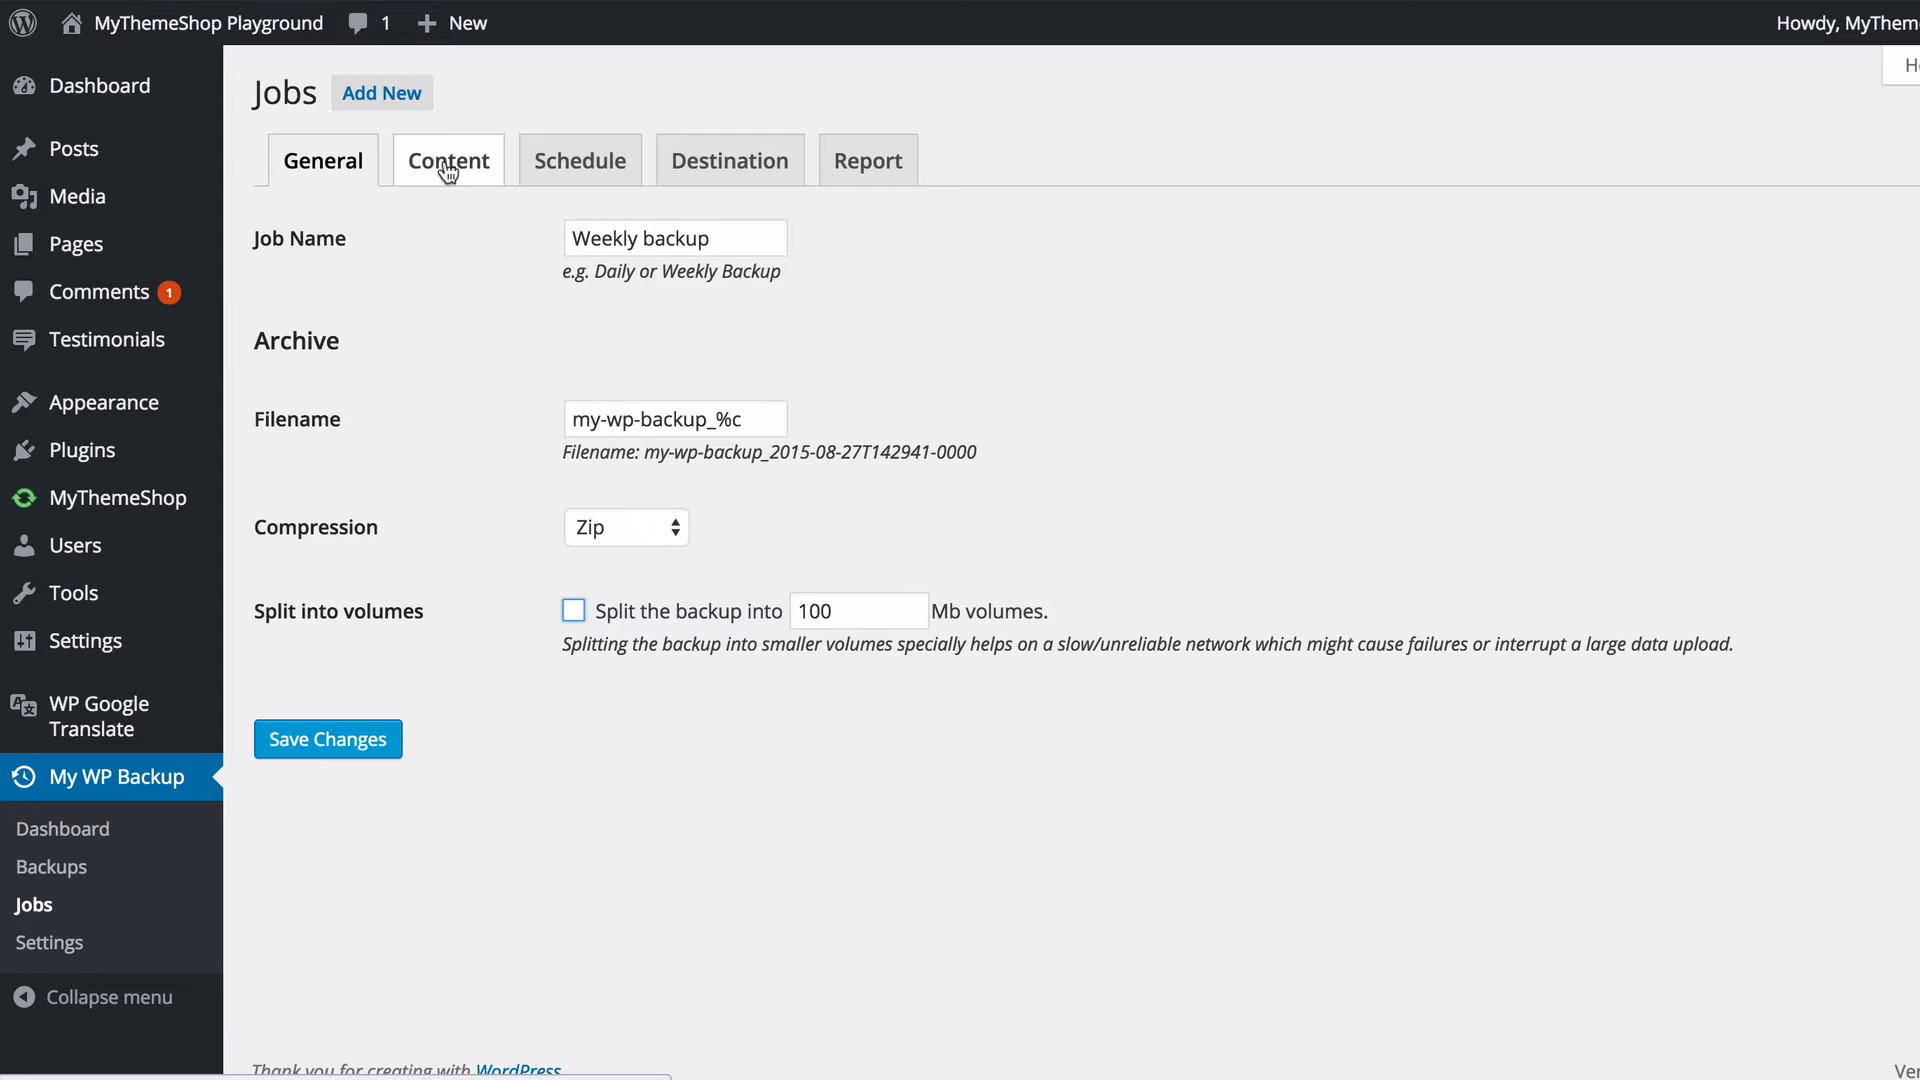 MyThemeShop Playground 1 New Howdy, MyTheme
Dashboard
Posts
Media
Pages
Comments 1
Testimonials
Appearance
Plugins
MyThemeShop
Users
Tools
Settings
WP Google
Translate
My WP Backup
Dashboard
Backups
Jobs
Settings
Collapse menu
Jobs Add New
General Content Schedule Destination Report
Job Name Weekly backup
e.g. Daily or Weekly Backup
Archive
Filename my-wp-backup_%c
Filename: my-wp-backup_2015-08-27T142941-0000
Compression Zip
Split into volumes Split the backup into 100 Mb volumes.
Splitting the backup into smaller volumes specially helps on a slow/unreliable network which might cause failures or interrupt a large data upload.
Save Changes
Thank you for creating with WordPress